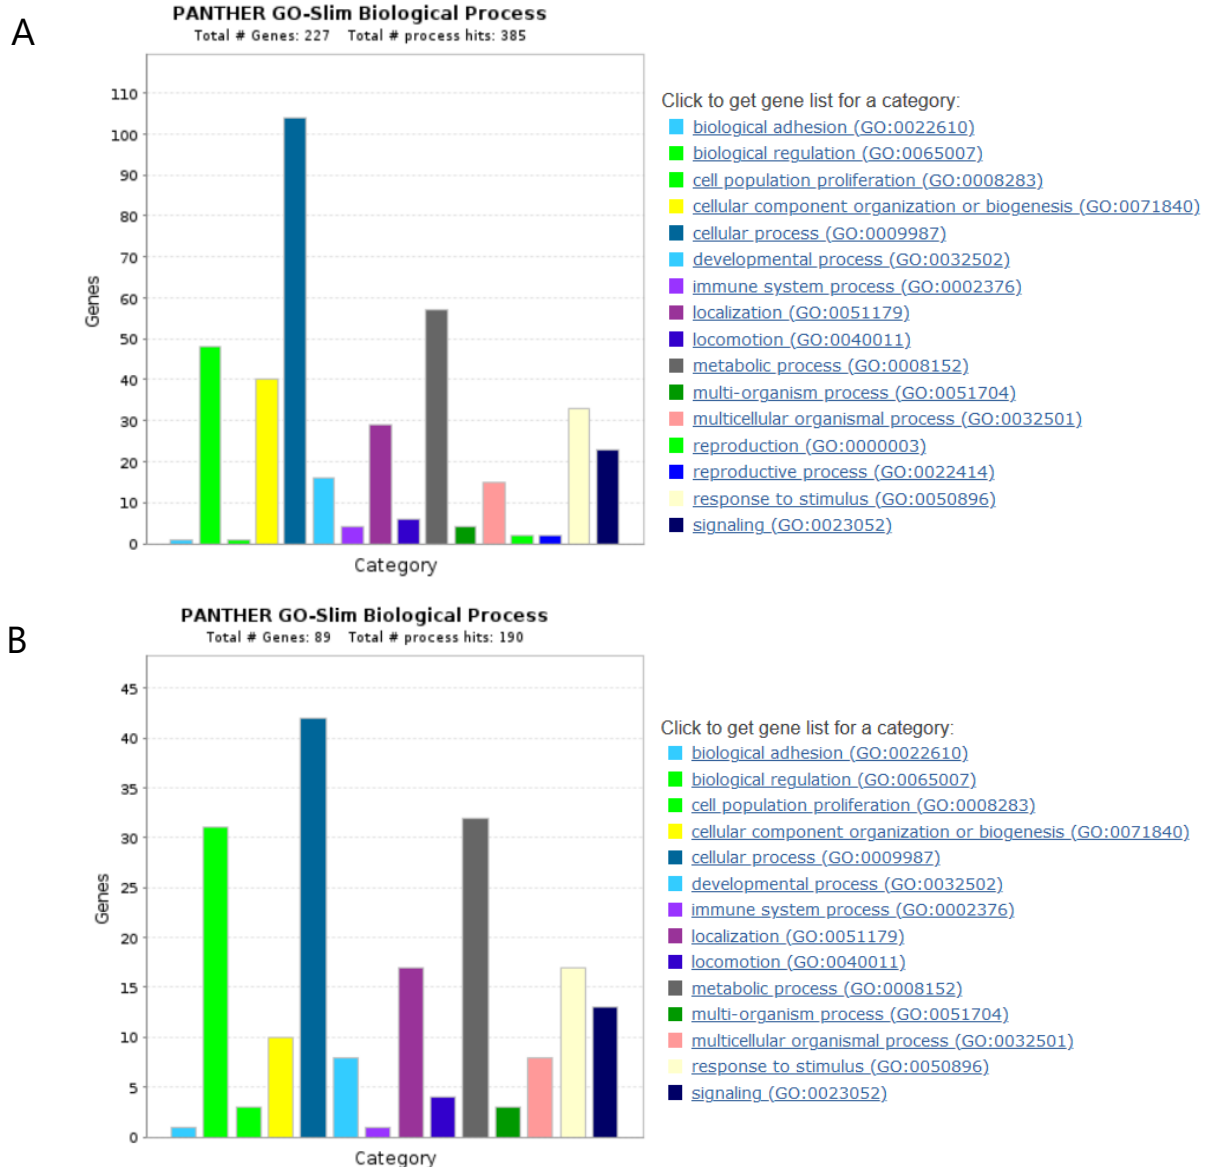 A
PANTHER GO-Slim Biological Process
Total # Genes: 227 Total # process hits: 385
110
100
90
80
70
60
50
40
30
20
10
0
Genes
Category
Click to get gene list for a category:
biological adhesion (GO:0022610)
biological regulation (GO:0065007)
cell population proliferation (GO:0008283)
cellular component organization or biogenesis (GO:0071840)
cellular process (GO:0009987)
developmental process (GO:0032502)
immune system process (GO:0002376)
localization (GO:0051179)
locomotion (GO:0040011)
metabolic process (GO:0008152)
multi-organism process (GO:0051704)
multicellular organismal process (GO:0032501)
reproduction (GO:0000003)
reproductive process (GO:0022414)
response to stimulus (GO:0050896)
signaling (GO:0023052)
B
PANTHER GO-Slim Biological Process
Total # Genes: 89 Total # process hits: 190
45
40
35
30
25
20
15
10
5
0
Genes
Category
Click to get gene list for a category:
biological adhesion (GO:0022610)
biological regulation (GO:0065007)
cell population proliferation (GO:0008283)
cellular component organization or biogenesis (GO:0071840)
cellular process (GO:0009987)
developmental process (GO:0032502)
immune system process (GO:0002376)
localization (GO:0051179)
locomotion (GO:0040011)
metabolic process (GO:0008152)
multi-organism process (GO:0051704)
multicellular organismal process (GO:0032501)
response to stimulus (GO:0050896)
signaling (GO:0023052)